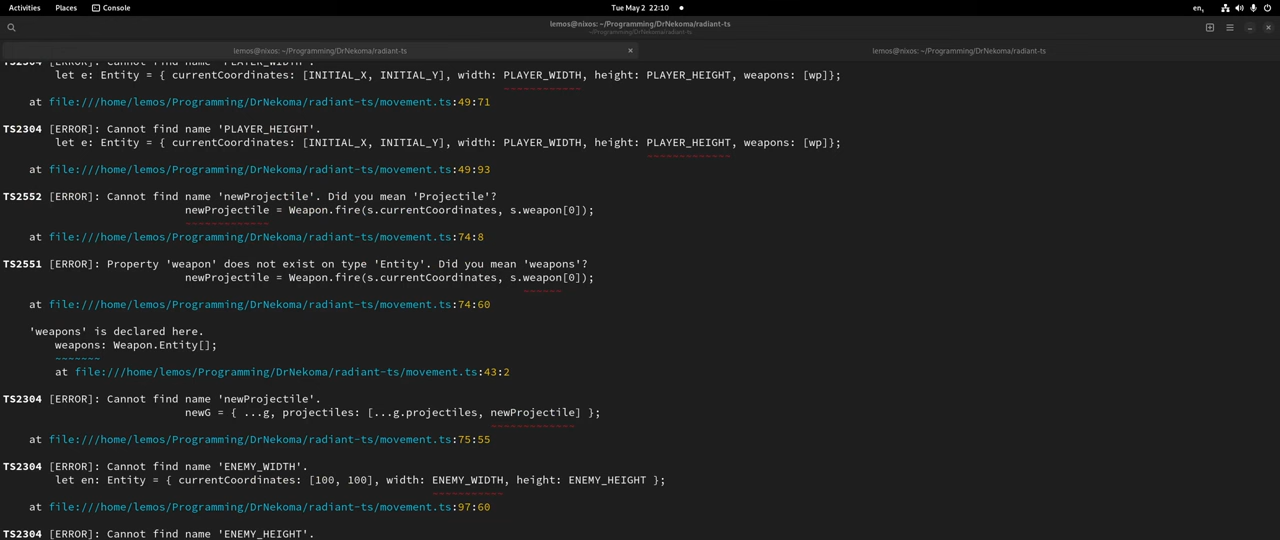 Activities Places Console Tue May 2 22:10 en,
lemos@nixos: ~/Programming/DrNekoma/radiant-ts
~/Programming/DrNekoma/radiant-ts
lemos@nixos: ~/Programming/DrNekoma/radiant-ts lemos@nixos: ~/Programming/DrNekoma/radiant-ts
TS2304 [ERROR]: Cannot find name 'PLAYER_WIDTH'.
let e: Entity = { currentCoordinates: [INITIAL_X, INITIAL_Y], width: PLAYER_WIDTH, height: PLAYER_HEIGHT, weapons: [wp]};
at file:///home/lemos/Programming/DrNekoma/radiant-ts/movement.ts:49:71
TS2304 [ERROR]: Cannot find name 'PLAYER_HEIGHT'.
let e: Entity = { currentCoordinates: [INITIAL_X, INITIAL_Y], width: PLAYER_WIDTH, height: PLAYER_HEIGHT, weapons: [wp]};
at file:///home/lemos/Programming/DrNekoma/radiant-ts/movement.ts:49:93
TS2552 [ERROR]: Cannot find name 'newProjectile'. Did you mean 'Projectile'?
newProjectile = Weapon.fire(s.currentCoordinates, s.weapon[0]);
at file:///home/lemos/Programming/DrNekoma/radiant-ts/movement.ts:74:8
TS2551 [ERROR]: Property 'weapon' does not exist on type 'Entity'. Did you mean 'weapons'?
newProjectile = Weapon.fire(s.currentCoordinates, s.weapon[0]);
at file:///home/lemos/Programming/DrNekoma/radiant-ts/movement.ts:74:60
'weapons' is declared here.
weapons: Weapon.Entity[];
~~~~~~~
at file:///home/lemos/Programming/DrNekoma/radiant-ts/movement.ts:43:2
TS2304 [ERROR]: Cannot find name 'newProjectile'.
newG = { ...g, projectiles: [...g.projectiles, newProjectile] };
at file:///home/lemos/Programming/DrNekoma/radiant-ts/movement.ts:75:55
TS2304 [ERROR]: Cannot find name 'ENEMY_WIDTH'.
let en: Entity = { currentCoordinates: [100, 100], width: ENEMY_WIDTH, height: ENEMY_HEIGHT };
at file:///home/lemos/Programming/DrNekoma/radiant-ts/movement.ts:97:60
TS2304 [ERROR]: Cannot find name 'ENEMY_HEIGHT'.